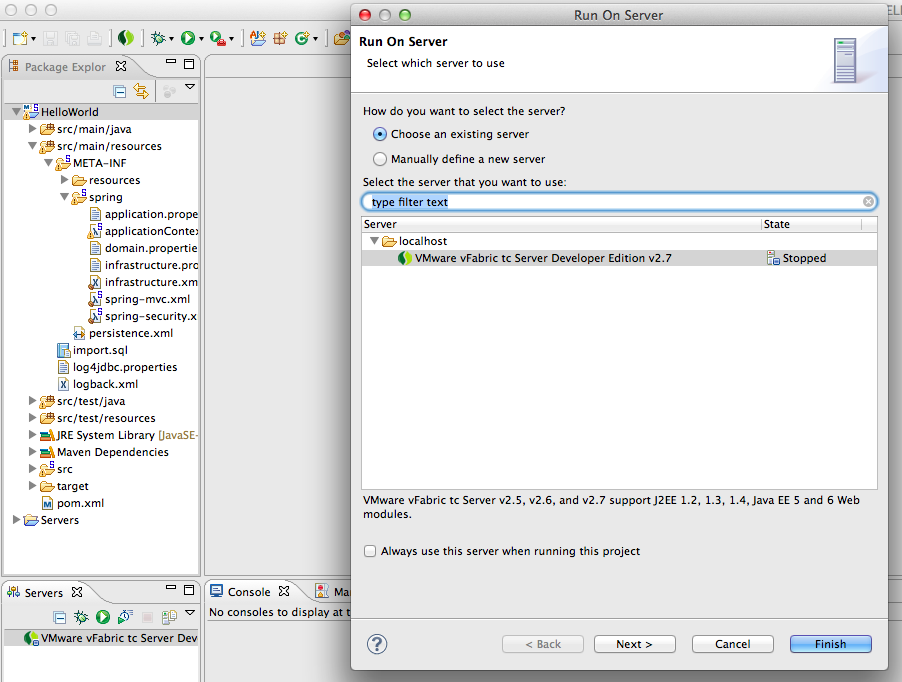 Run On Server
ELL
Package Explor
HelloWorld
src/main/java
src/main/resources
META-INF
resources
spring
application.prope
applicationContex
domain.propertie
infrastructure.pro
infrastructure.xm
spring-mvc.xml
spring-security.x
persistence.xml
import.sql
log4jdbc.properties
logback.xml
src/test/java
src/test/resources
JRE System Library [JavaSE-
Maven Dependencies
src
target
pom.xml
Servers
Servers
VMware vFabric tc Server Dev
Console
Ma
No consoles to display at t
Run On Server
Select which server to use
How do you want to select the server?
Choose an existing server
Manually define a new server
Select the server that you want to use:
type filter text
Server State
localhost
VMware vFabric tc Server Developer Edition v2.7 Stopped
VMware vFabric tc Server v2.5, v2.6, and v2.7 support J2EE 1.2, 1.3, 1.4, Java EE 5 and 6 Web
modules.
Always use this server when running this project
? < Back Next > Cancel Finish